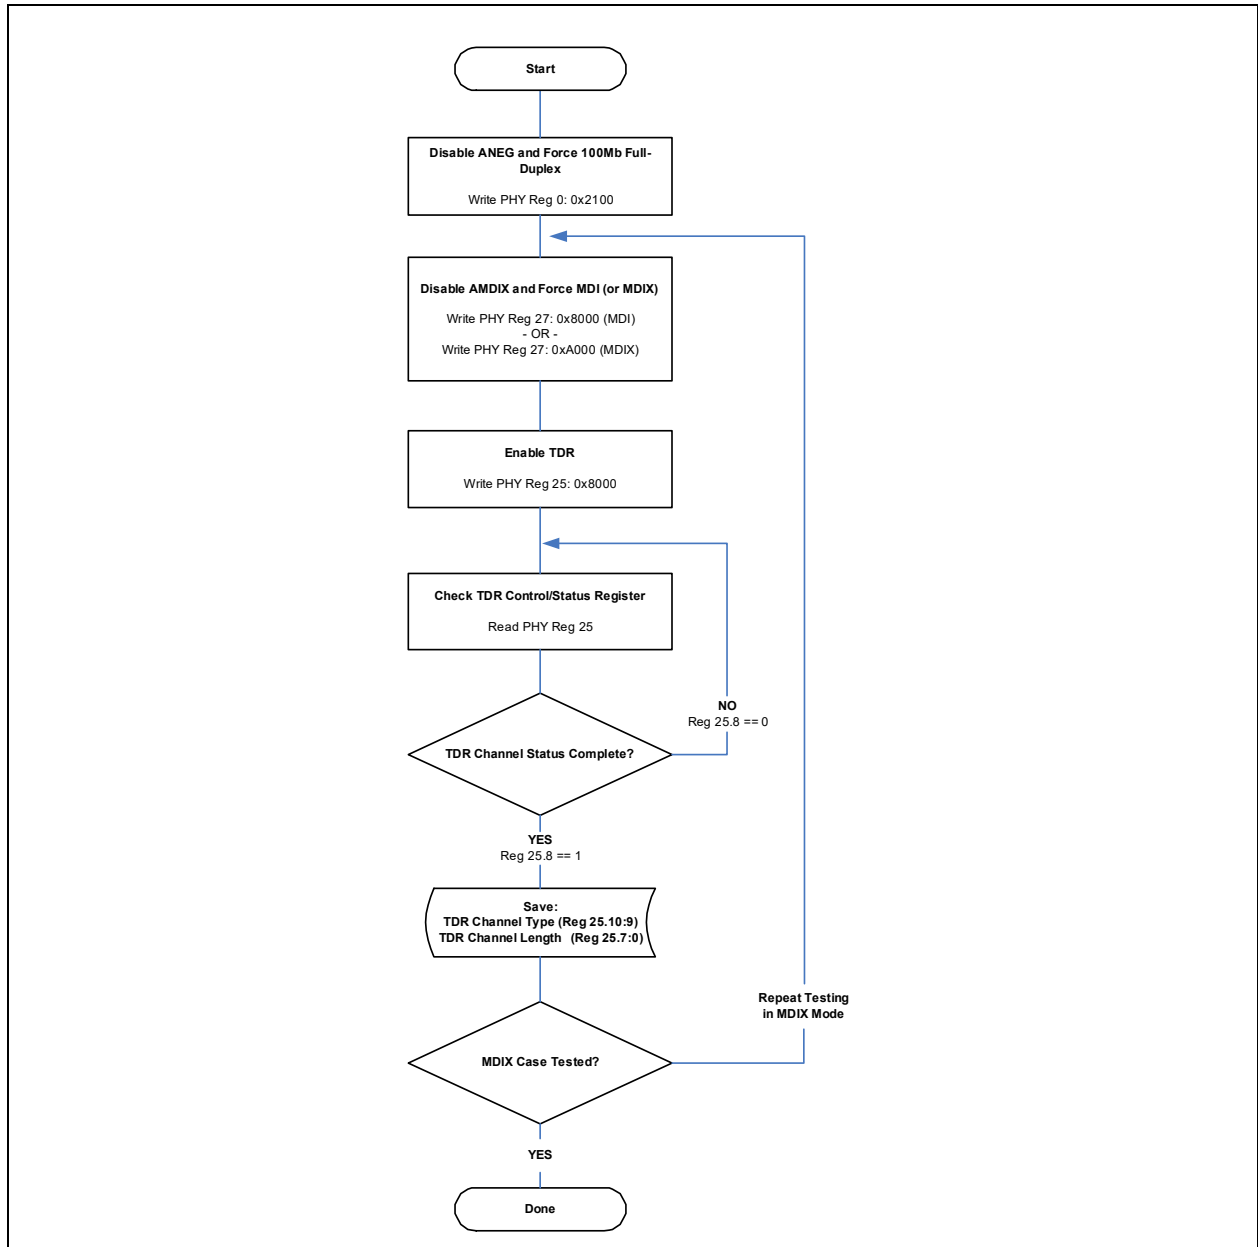 Start
Disable ANEG and Force 100Mb Full-
Duplex
Write PHY Reg 0: 0x2100
Disable AMDIX and Force MDI (or MDIX)
Write PHY Reg 27: 0x8000 (MDI)
- OR -
Write PHY Reg 27: 0xA000 (MDIX)
Enable TDR
Write PHY Reg 25: 0x8000
Check TDR Control/Status Register
Read PHY Reg 25
NO
Reg 25.8 == 0
TDR Channel Status Complete?
YES
Reg 25.8 == 1
Save:
TDR Channel Type (Reg 25.10:9)
TDR Channel Length (Reg 25.7:0)
Repeat Testing
in MDIX Mode
MDIX Case Tested?
YES
Done